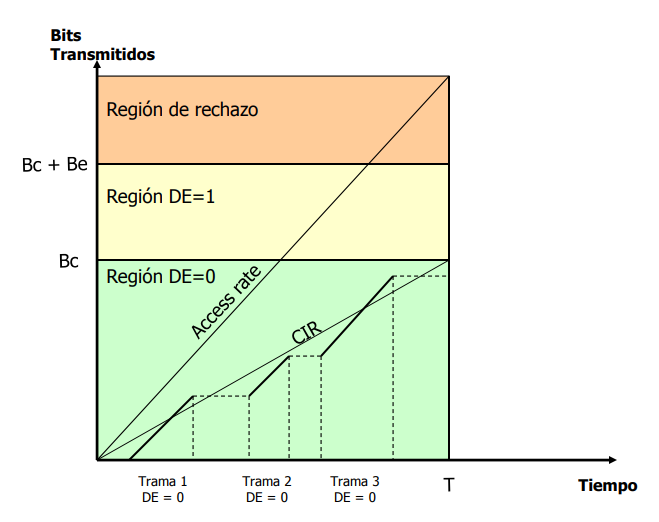 Bits
Transmitidos
Región de rechazo
Bc + Be
Región DE=1
Bc
Región DE=0
Access rate
CIR
Trama 1
DE = 0
Trama 2
DE = 0
Trama 3
DE = 0
T
Tiempo